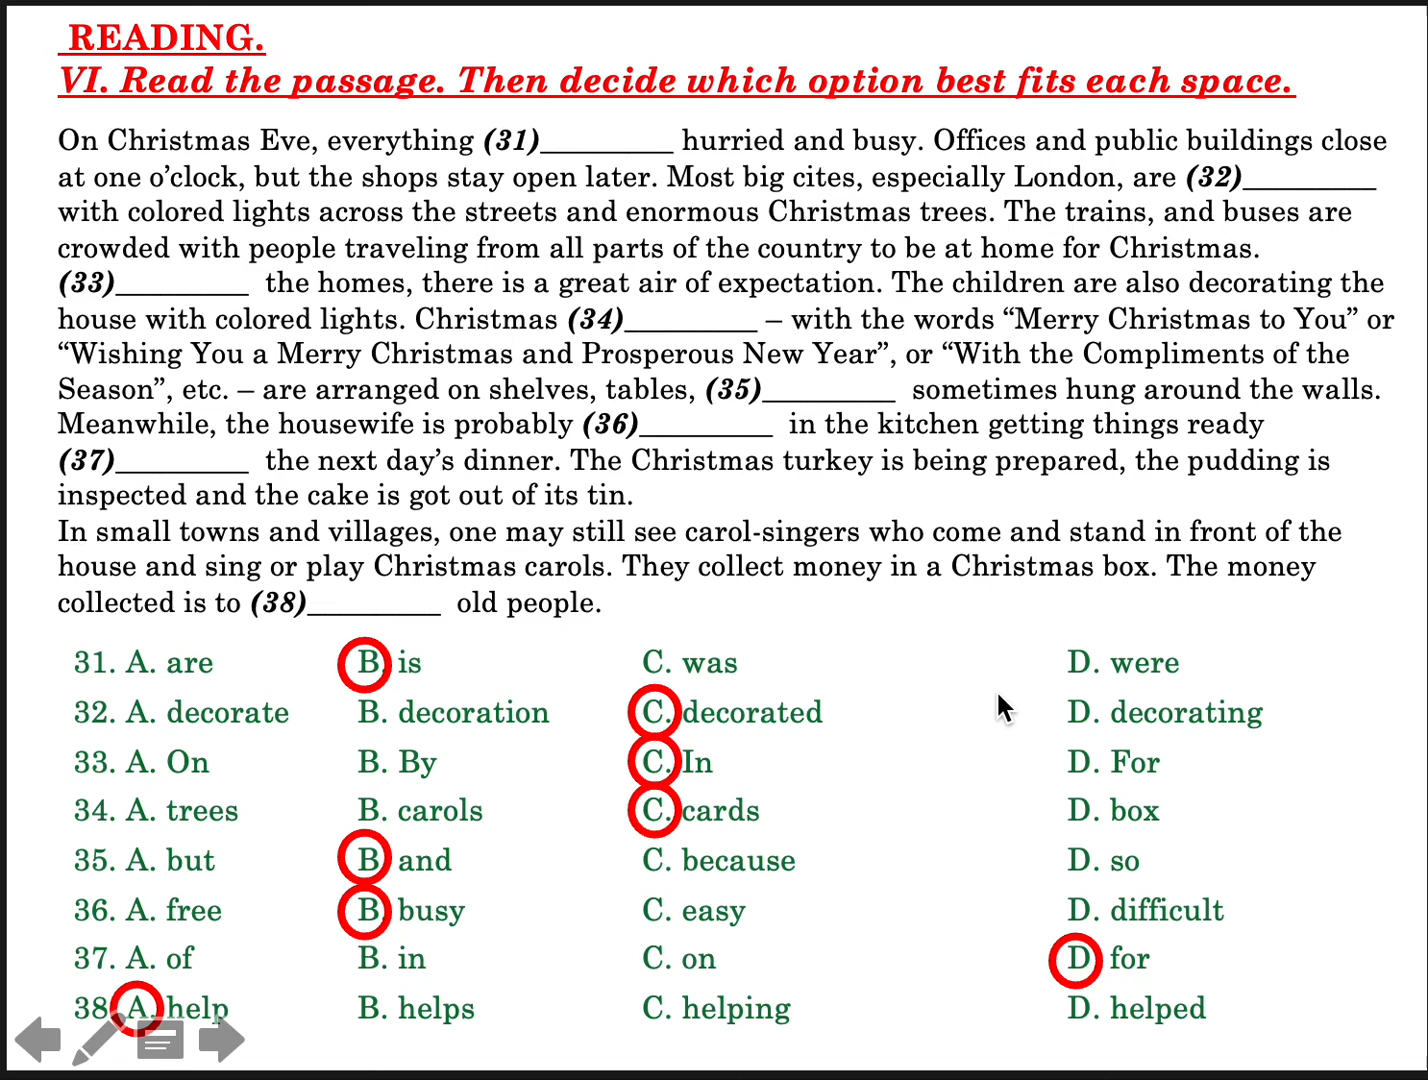 READING.
VI. Read the passage. Then decide which option best fits each space.
On Christmas Eve, everything (31)_________ hurried and busy. Offices and public buildings close
at one o’clock, but the shops stay open later. Most big cites, especially London, are (32)_________
with colored lights across the streets and enormous Christmas trees. The trains, and buses are
crowded with people traveling from all parts of the country to be at home for Christmas.
(33)_________ the homes, there is a great air of expectation. The children are also decorating the
house with colored lights. Christmas (34)_________ – with the words “Merry Christmas to You” or
“Wishing You a Merry Christmas and Prosperous New Year”, or “With the Compliments of the
Season”, etc. – are arranged on shelves, tables, (35)_________ sometimes hung around the walls.
Meanwhile, the housewife is probably (36)_________ in the kitchen getting things ready
(37)_________ the next day’s dinner. The Christmas turkey is being prepared, the pudding is
inspected and the cake is got out of its tin.
In small towns and villages, one may still see carol-singers who come and stand in front of the
house and sing or play Christmas carols. They collect money in a Christmas box. The money
collected is to (38)_________ old people.
31. A. are B. is C. was D. were
32. A. decorate B. decoration C. decorated D. decorating
33. A. On B. By C. In D. For
34. A. trees B. carols C. cards D. box
35. A. but B. and C. because D. so
36. A. free B. busy C. easy D. difficult
37. A. of B. in C. on D. for
38. A. help B. helps C. helping D. helped